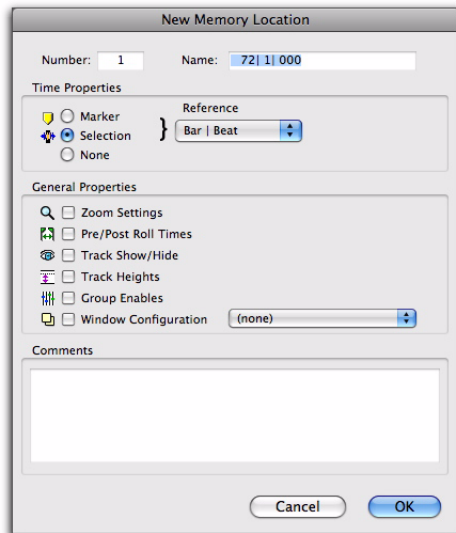 New Memory Location
Number: 1 Name: 72| 1| 000
Time Properties
Marker
Selection
None
Reference
Bar | Beat
General Properties
Zoom Settings
Pre/Post Roll Times
Track Show/Hide
Track Heights
Group Enables
Window Configuration (none)
Comments
Cancel OK